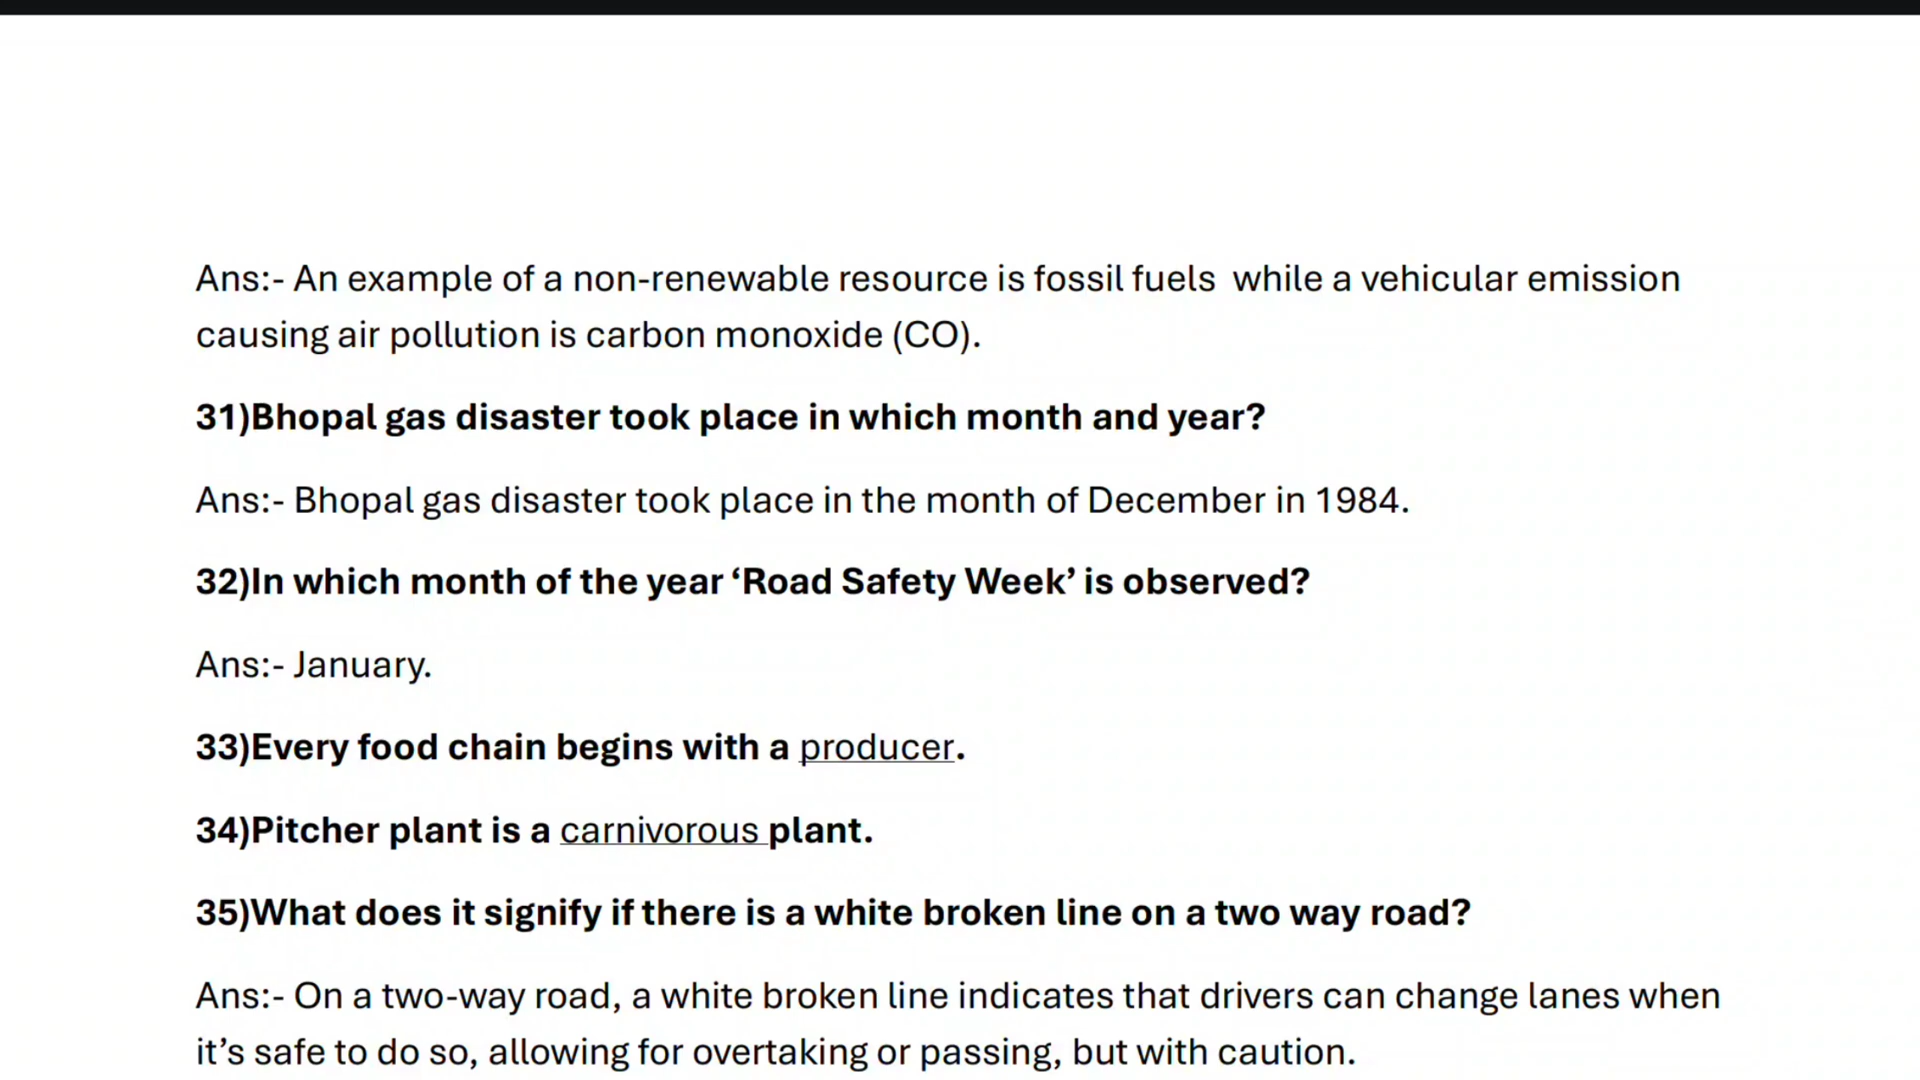 Ans:- An example of a non-renewable resource is fossil fuels  while a vehicular emission
causing air pollution is carbon monoxide (CO).
31)Bhopal gas disaster took place in which month and year?
Ans:- Bhopal gas disaster took place in the month of December in 1984.
32)In which month of the year ‘Road Safety Week’ is observed?
Ans:- January.
33)Every food chain begins with a producer.
34)Pitcher plant is a carnivorous plant.
35)What does it signify if there is a white broken line on a two way road?
Ans:- On a two-way road, a white broken line indicates that drivers can change lanes when
it’s safe to do so, allowing for overtaking or passing, but with caution.